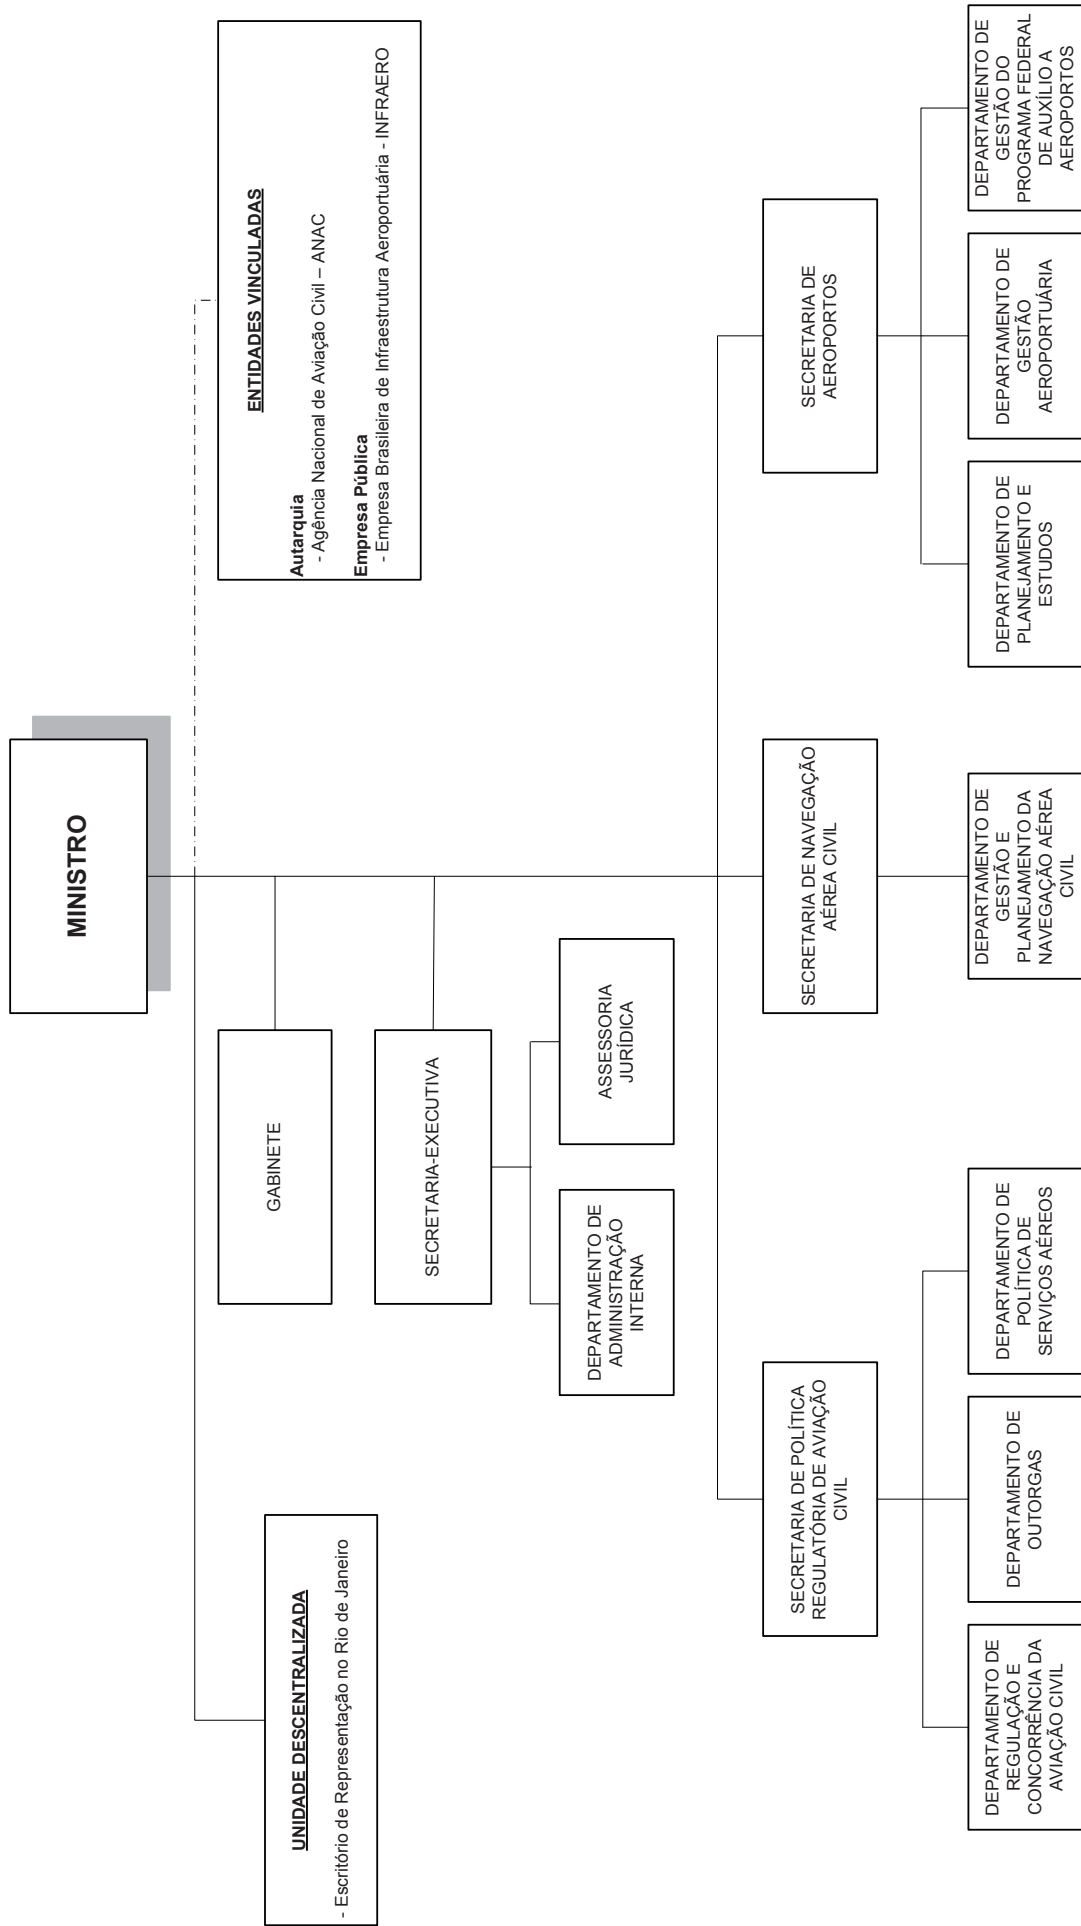 MINISTRO
UNIDADE DESCENTRALIZADA
- Escritório de Representação no Rio de Janeiro
GABINETE
ENTIDADES VINCULADAS
Autarquia
- Agência Nacional de Aviação Civil – ANAC
Empresa Pública
- Empresa Brasileira de Infraestrutura Aeroportuária - INFRAERO
SECRETARIA-EXECUTIVA
DEPARTAMENTO DE
ADMINISTRAÇÃO
INTERNA
ASSESSORIA
JURÍDICA
SECRETARIA DE POLÍTICA
REGULATÓRIA DE AVIAÇÃO
CIVIL
SECRETARIA DE NAVEGAÇÃO
AÉREA CIVIL
SECRETARIA DE
AEROPORTOS
DEPARTAMENTO DE
REGULAÇÃO E
CONCORRÊNCIA DA
AVIAÇÃO CIVIL
DEPARTAMENTO DE
OUTORGAS
DEPARTAMENTO DE
POLÍTICA DE
SERVIÇOS AÉREOS
DEPARTAMENTO DE
GESTÃO E
PLANEJAMENTO DA
NAVEGAÇÃO AÉREA
CIVIL
DEPARTAMENTO DE
PLANEJAMENTO E
ESTUDOS
DEPARTAMENTO DE
GESTÃO
AEROPORTUÁRIA
DEPARTAMENTO DE
GESTÃO DO
PROGRAMA FEDERAL
DE AUXÍLIO A
AEROPORTOS